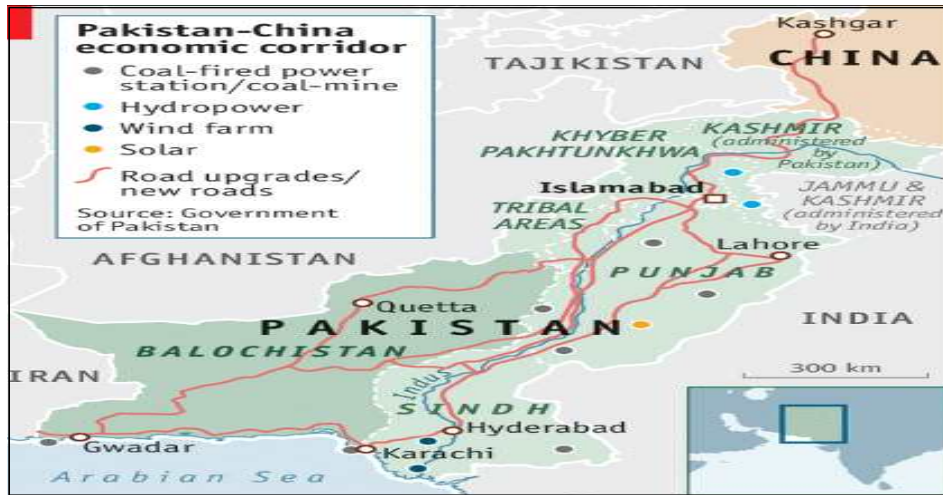 Pakistan-China
economic corridor
Coal-fired power
station/coal-mine
Hydropower
Wind farm
Solar
Road upgrades/
new roads
Source: Government
of Pakistan
Kashgar
CHINA
TAJIKISTAN
KHYBER
PAKHTUNKHWA
KASHMIR
(administered
by
Pakistan)
Islamabad
JAMMU &
KASHMIR
(administered
by India)
TRIBAL
AREAS
Lahore
AFGHANISTAN
PUNJAB
Quetta
PAKISTAN
INDIA
BALOCHISTAN
IRAN
300 km
Indus
SINDH
Hyderabad
Gwadar
Karachi
Arabian Sea